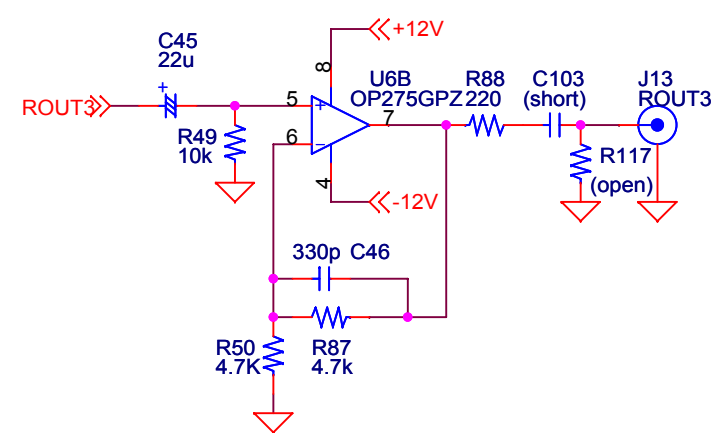 +12V
C45
22u
8
U6B
OP275GPZ
R88
220
C103
(short)
J13
ROUT3
ROUT3
+
5
+
7
R49
10k
6
-
R117
(open)
4
-12V
330p C46
R50
4.7K
R87
4.7k